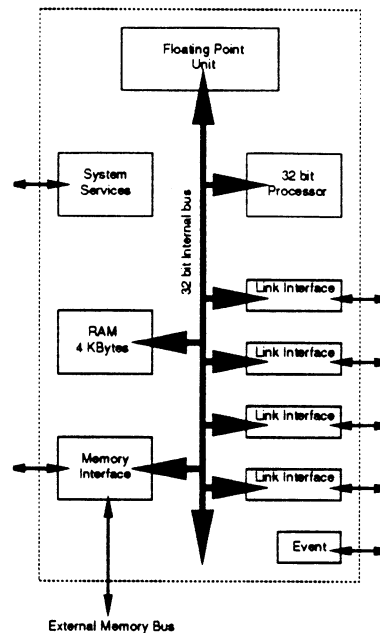 Floating Point
Unit
System
Services
32 bit
Processor
32 bit internal bus
Link Interface
RAM
4 KBytes
Link Interface
Link Interface
Memory
Interface
Link Interface
Event
External Memory Bus